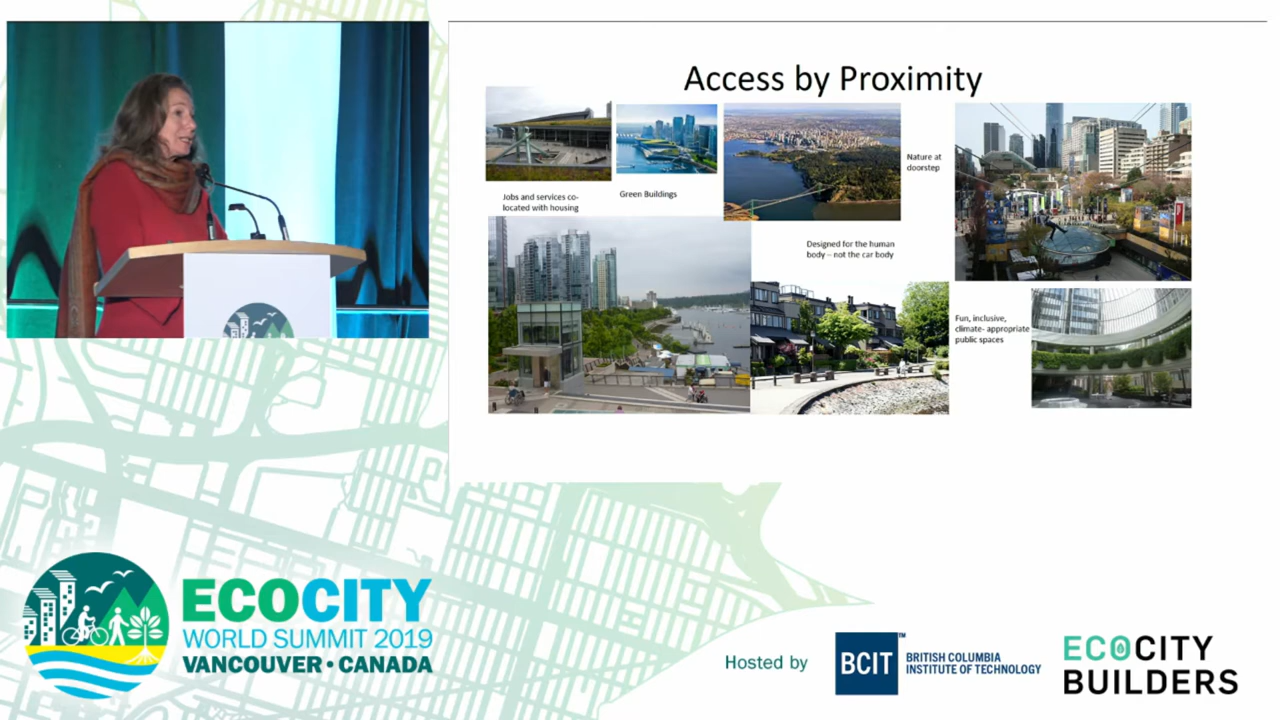 Access by Proximity
Jobs and services co-
located with housing
Green Buildings
Nature at
doorstep
Designed for the human
body – not the car body
Fun, inclusive,
climate- appropriate
public spaces
ECOCITY
WORLD SUMMIT 2019
VANCOUVER • CANADA
Hosted by
BCIT
TM
BRITISH COLUMBIA
INSTITUTE OF TECHNOLOGY
ECOCITY
BUILDERS